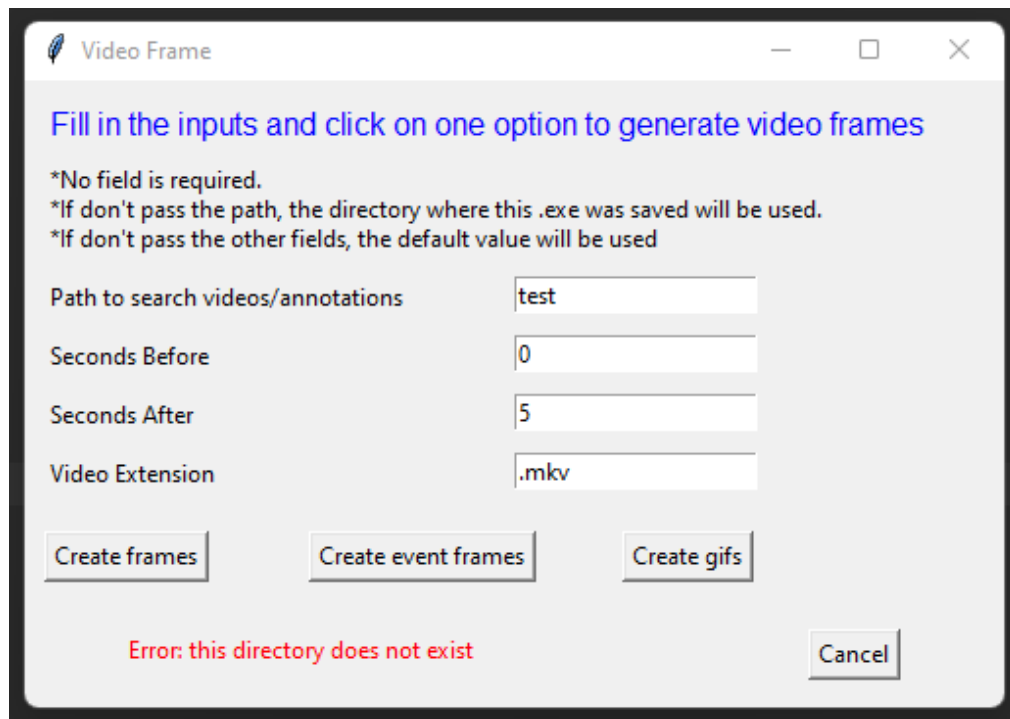 Video Frame
Fill in the inputs and click on one option to generate video frames
*No field is required.
*If don't pass the path, the directory where this .exe was saved will be used.
*If don't pass the other fields, the default value will be used
Path to search videos/annotations test
Seconds Before 0
Seconds After 5
Video Extension .mkv
Create frames Create event frames Create gifs
Error: this directory does not exist Cancel